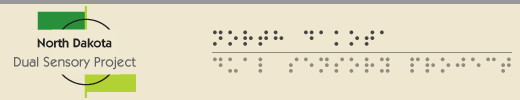 North Dakota
Dual Sensory Project
⠝⠕⠗⠞⠓ ⠙⠁⠅⠕⠞⠁
⠙⠥⠁⠇ ⠎⠑⠝⠎⠕⠗⠽ ⠏⠗⠕⠚⠑⠉⠞